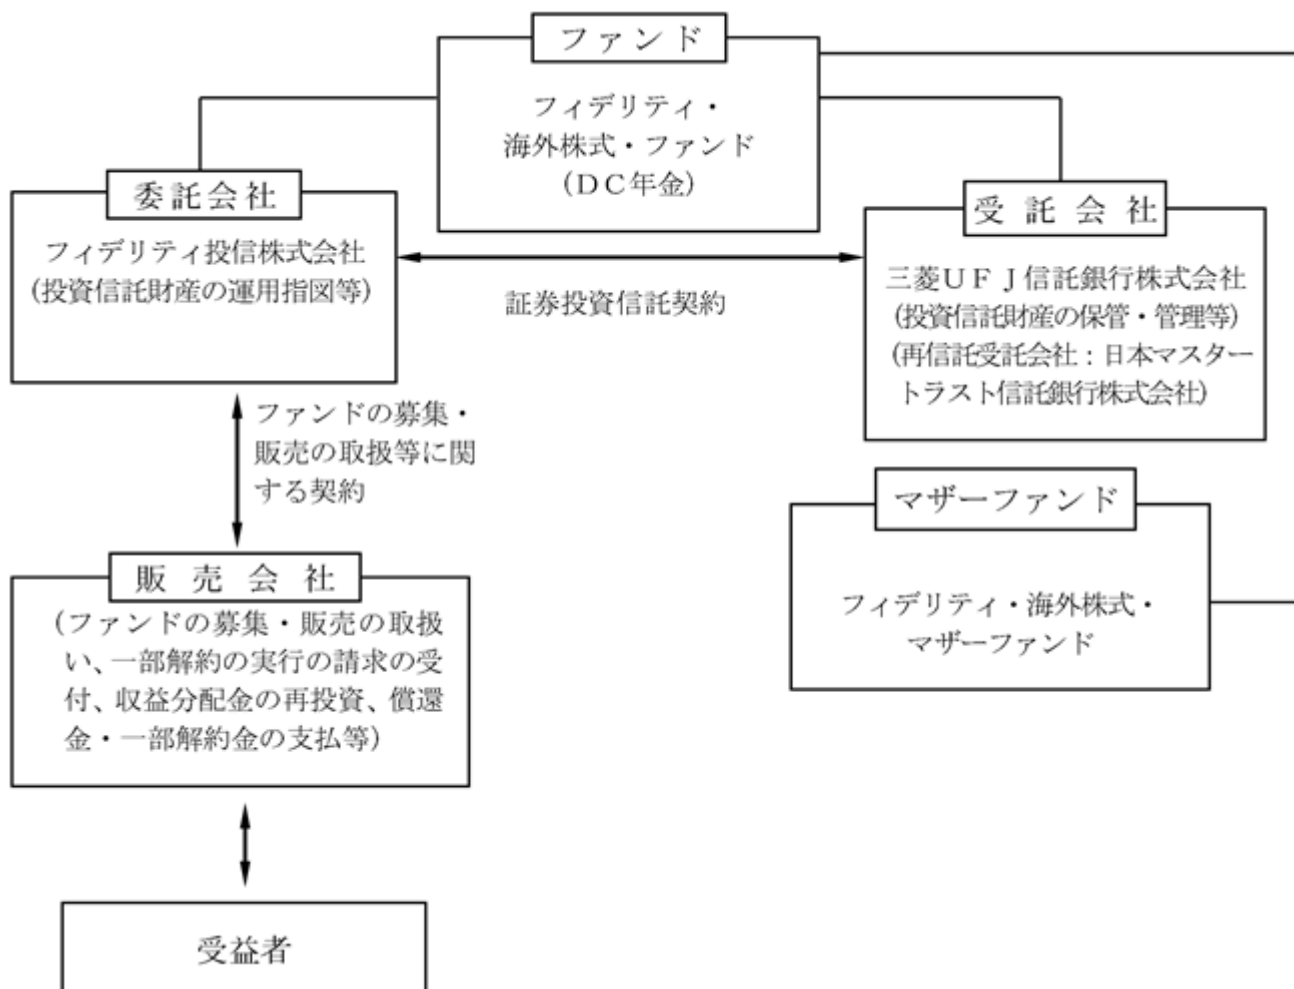 ファンド
フィデリティ・
海外株式・ファンド
(DC年金)
委託会社
フィデリティ投信株式会社
(投資信託財産の運用指図等)
証券投資信託契約
受託会社
三菱UFJ信託銀行株式会社
(投資信託財産の保管・管理等)
(再信託受託会社：日本マスター
トラスト信託銀行株式会社)
ファンドの募集・
販売の取扱等に関
する契約
マザーファンド
フィデリティ・海外株式・
マザーファンド
販売会社
(ファンドの募集・販売の取扱
い、一部解約の実行の請求の受
付、収益分配金の再投資、償還
金・一部解約金の支払等)
受益者